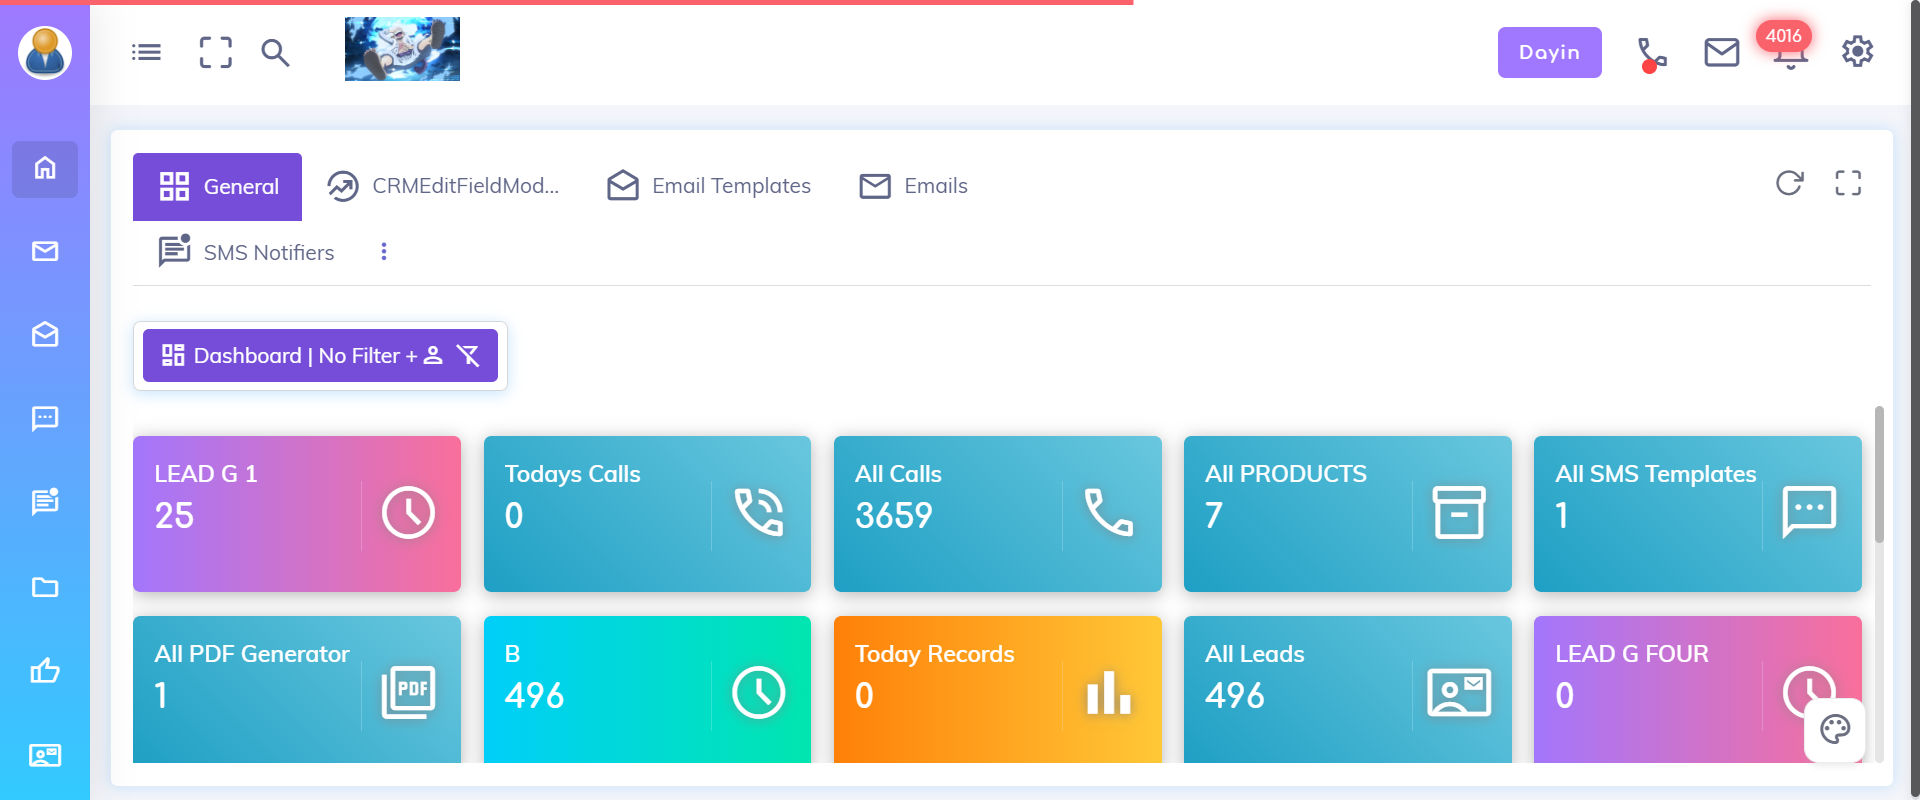 Dayin
4016
General
CRMEditFieldMod...
Email Templates
Emails
SMS Notifiers
Dashboard | No Filter +
LEAD G 1
25
Todays Calls
0
All Calls
3659
All PRODUCTS
7
All SMS Templates
1
All PDF Generator
1
PDF
B
496
Today Records
0
All Leads
496
LEAD G FOUR
0